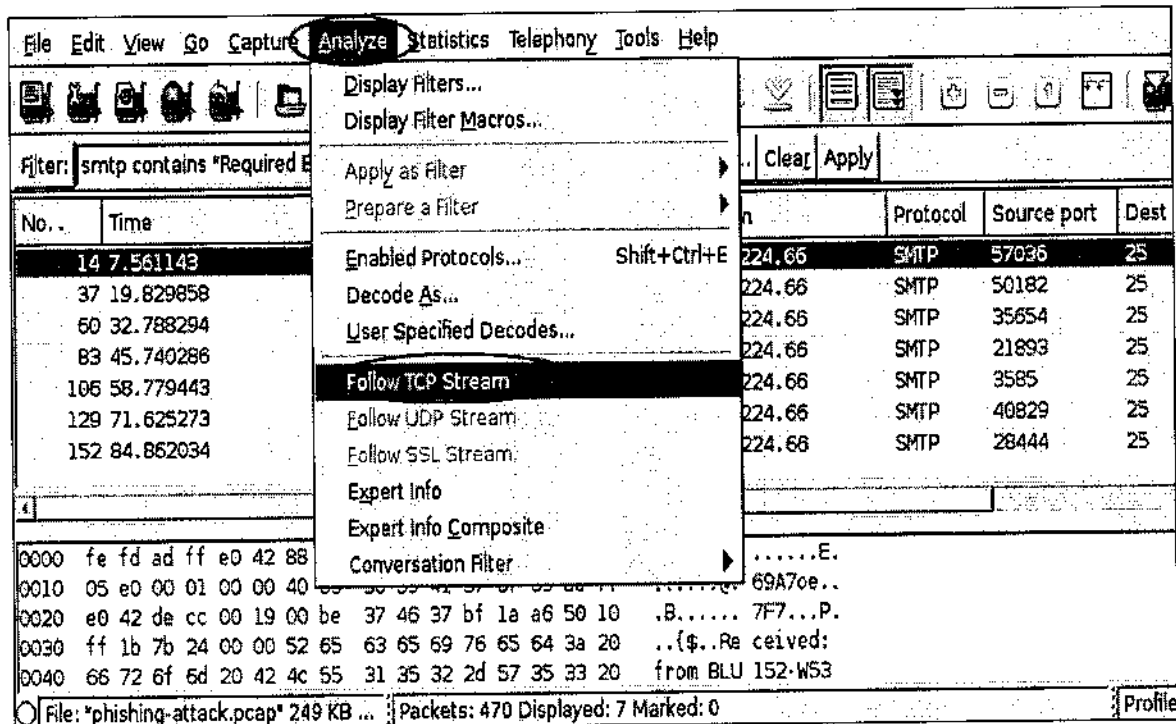 File Edit View Go Capture Analyze Statistics Telephony Tools Help
Display Filters...
Display Filter Macros...
Filter: smtp contains "Required E
Clear Apply
Apply as Filter
Prepare a Filter
No.. Time n Protocol Source port Dest
Enabled Protocols... Shift+Ctrl+E
Decode As...
User Specified Decodes...
14 7.561143 224.66 SMTP 57036 25
37 19.829858 224.66 SMTP 50182 25
60 32.788294 224.66 SMTP 35654 25
83 45.740286 224.66 SMTP 21893 25
106 58.779443 224.66 SMTP 3585 25
129 71.625273 224.66 SMTP 40829 25
152 84.862034 224.66 SMTP 28444 25
Follow TCP Stream
Follow UDP Stream
Follow SSL Stream
Expert Info
Expert Info Composite
Conversation Filter
0000 fe fd ad ff e0 42 88 ......E.
0010 05 e0 00 01 00 00 40 69A7oe..
0020 e0 42 de cc 00 19 00 be 37 46 37 bf 1a a6 50 10 .B...... 7F7...P.
0030 ff 1b 7b 24 00 00 52 65 63 65 69 76 65 64 3a 20 ..{$..Re ceived:
0040 66 72 6f 6d 20 42 4c 55 31 35 32 2d 57 35 33 20 from BLU 152-W53
File: "phishing-attack.pcap" 249 KB ... Packets: 470 Displayed: 7 Marked: 0 Profile